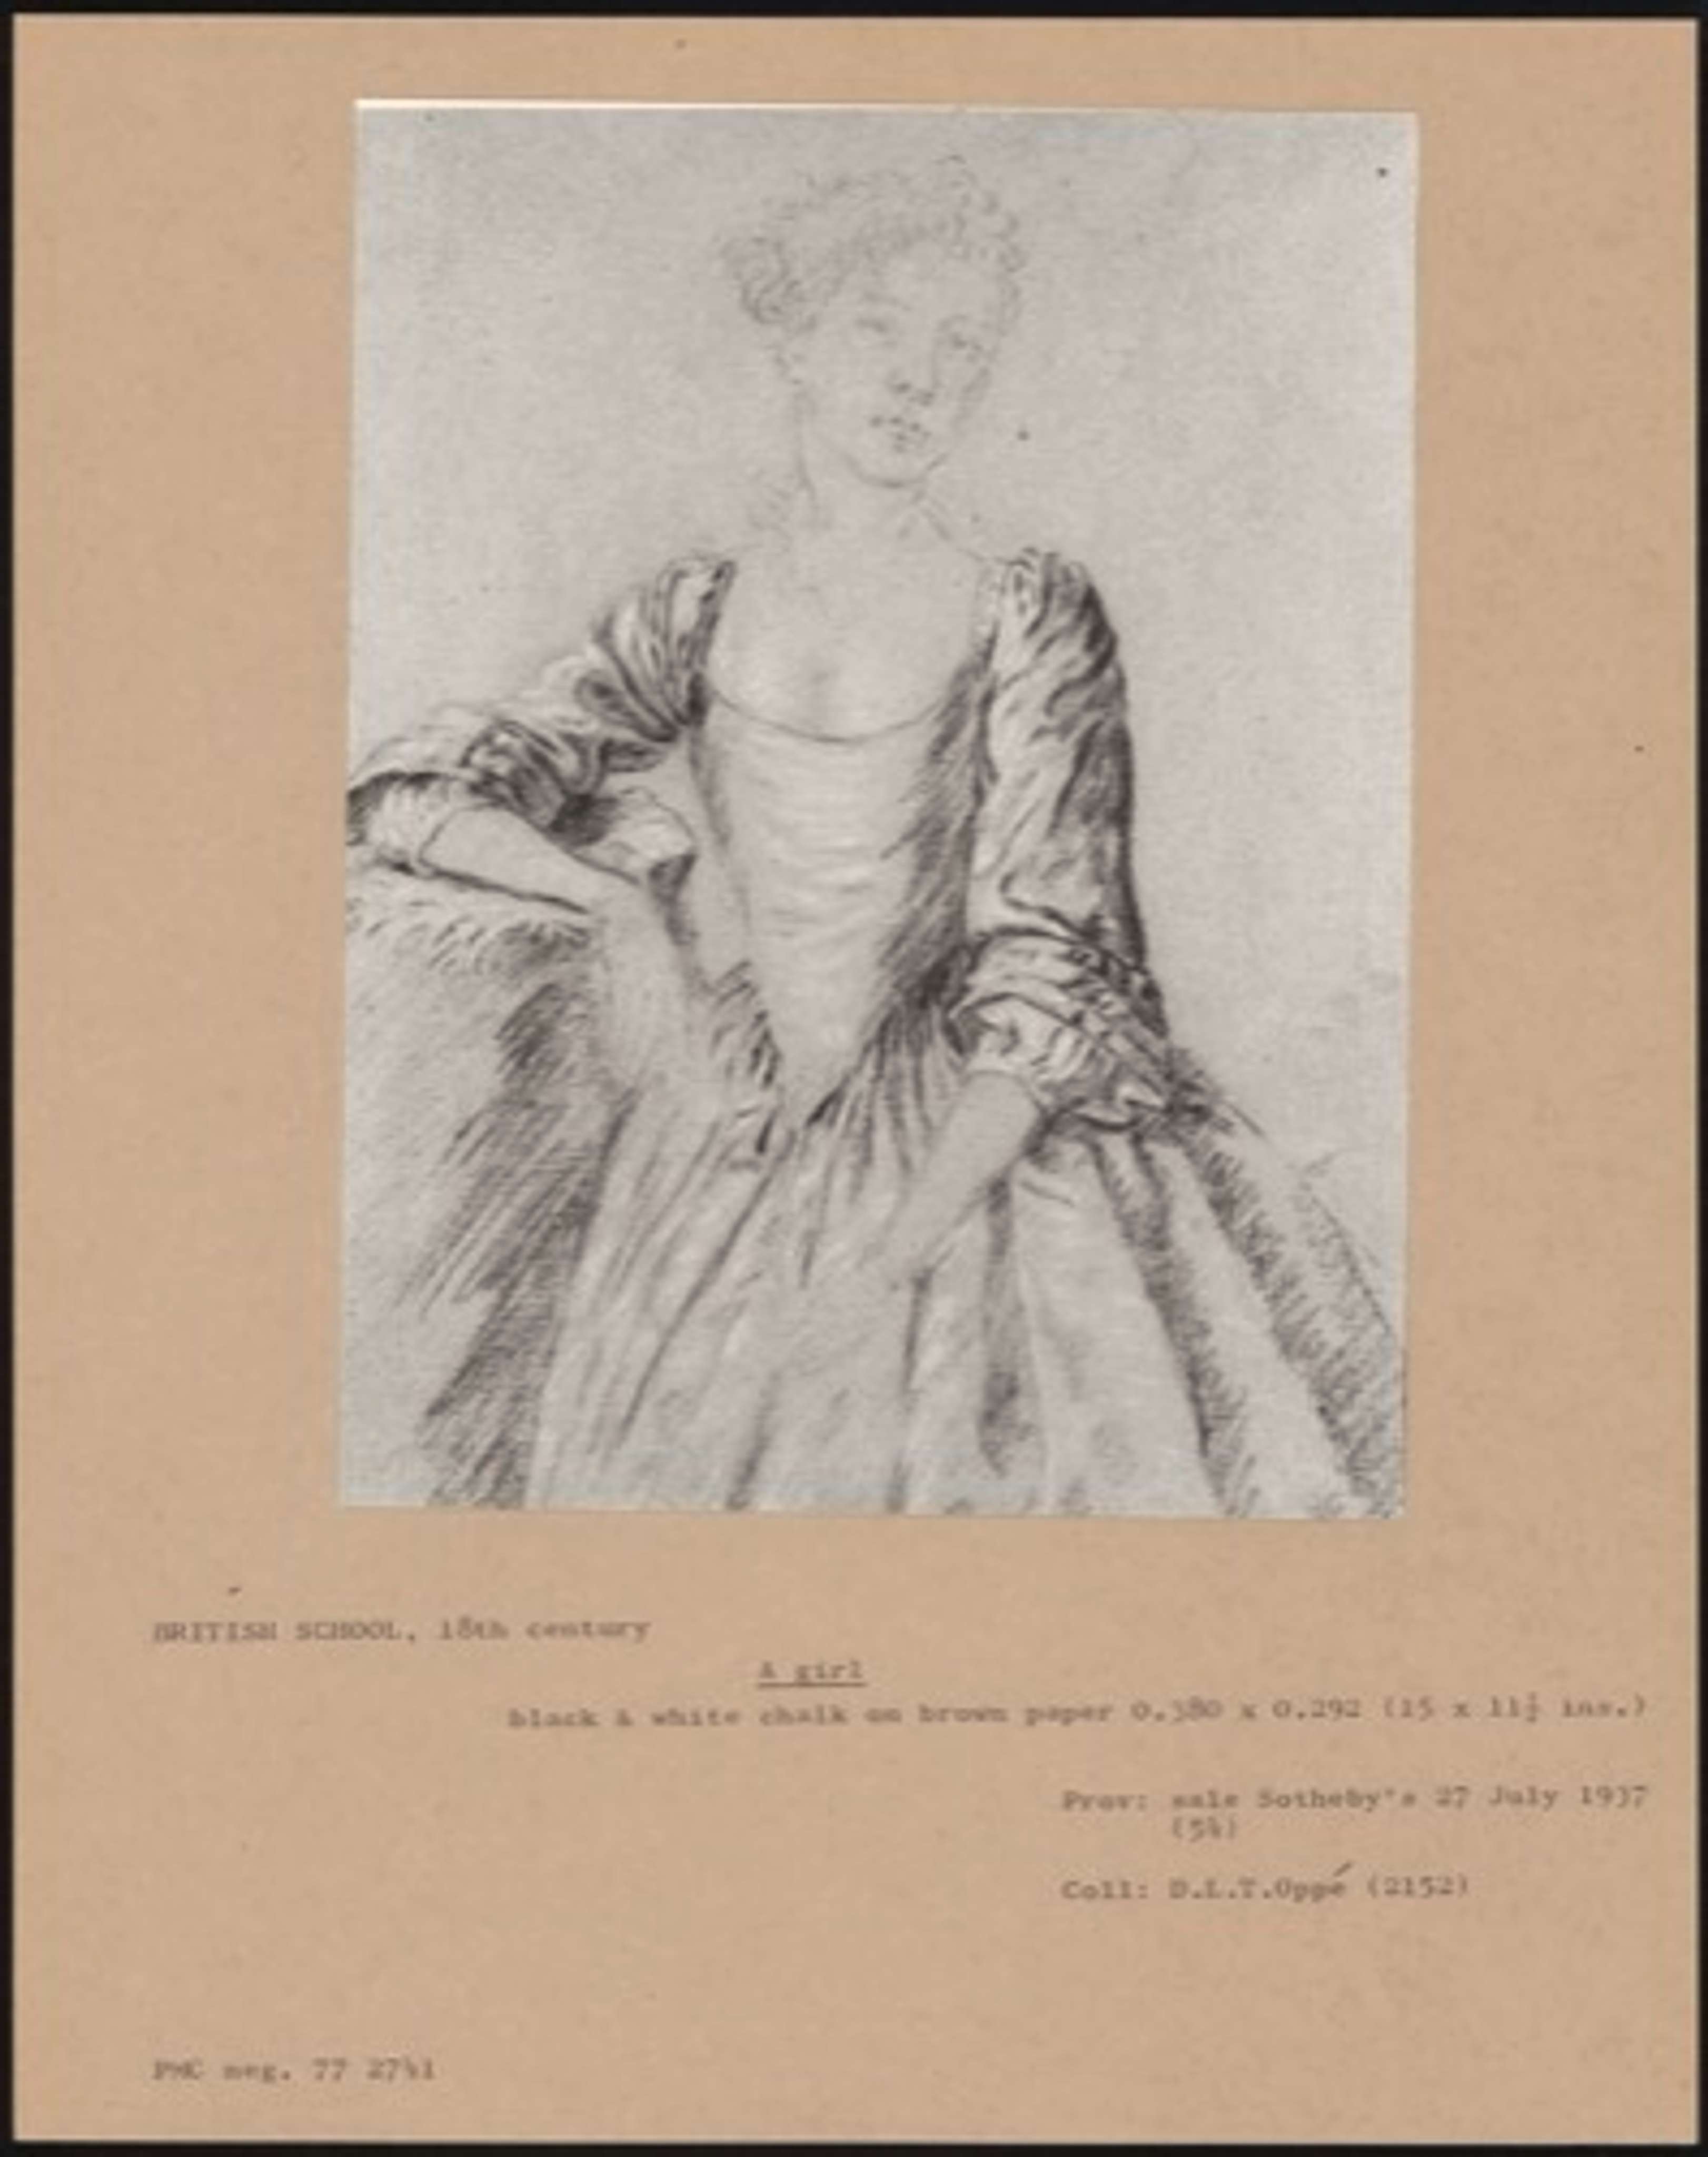 BRITISH SCHOOL, 18th century
A girl
black & white chalk on brown paper 0.380 x 0.292 (15 x 11½ ins.)
Prov: sale Sotheby's 27 July 1937
(54)
Coll: D.L.T.Oppé (2152)
PMC neg. 77 2741